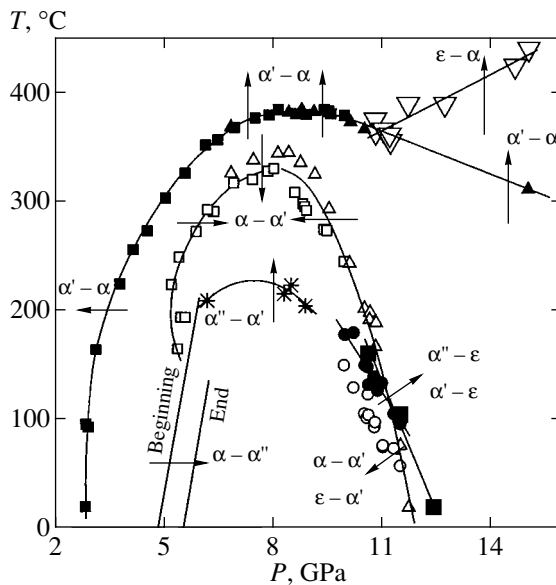 T, °C
400
300
200
100
0
2
5
8
11
14
P, GPa
α′ – α
ε – α
α′ – α
α – α′
α′ – α
α″ – α′
α″ – ε
α′ – ε
Beginning
End
α – α″
α – α′
ε – α′